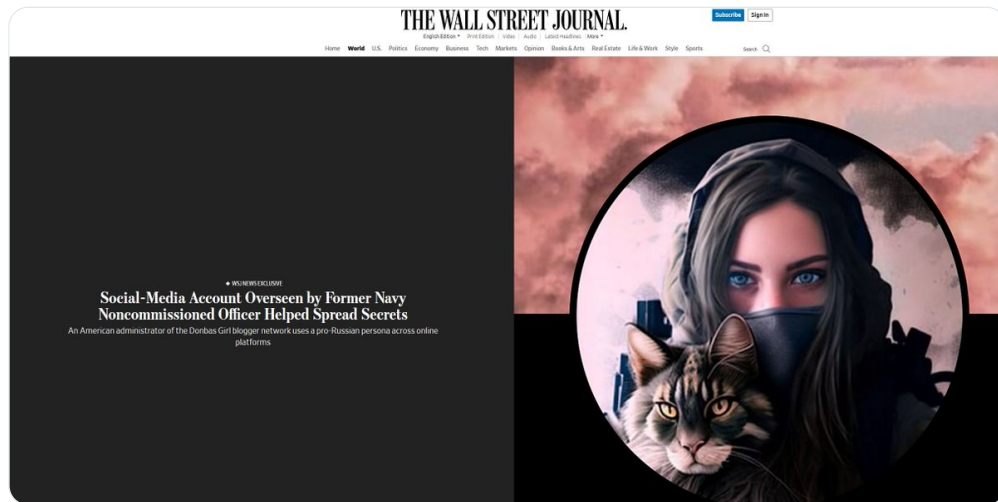 THE WALL STREET JOURNAL.
Subscribe Sign In
English Edition Print Edition Video Audio Latest Headlines More
Home World U.S. Politics Economy Business Tech Markets Opinion Books & Arts Real Estate Life & Work Style Sports Search
WSJ NEWS EXCLUSIVE
Social-Media Account Overseen by Former Navy
Noncommissioned Officer Helped Spread Secrets
An American administrator of the Donbas Girl blogger network uses a pro-Russian persona across online
platforms